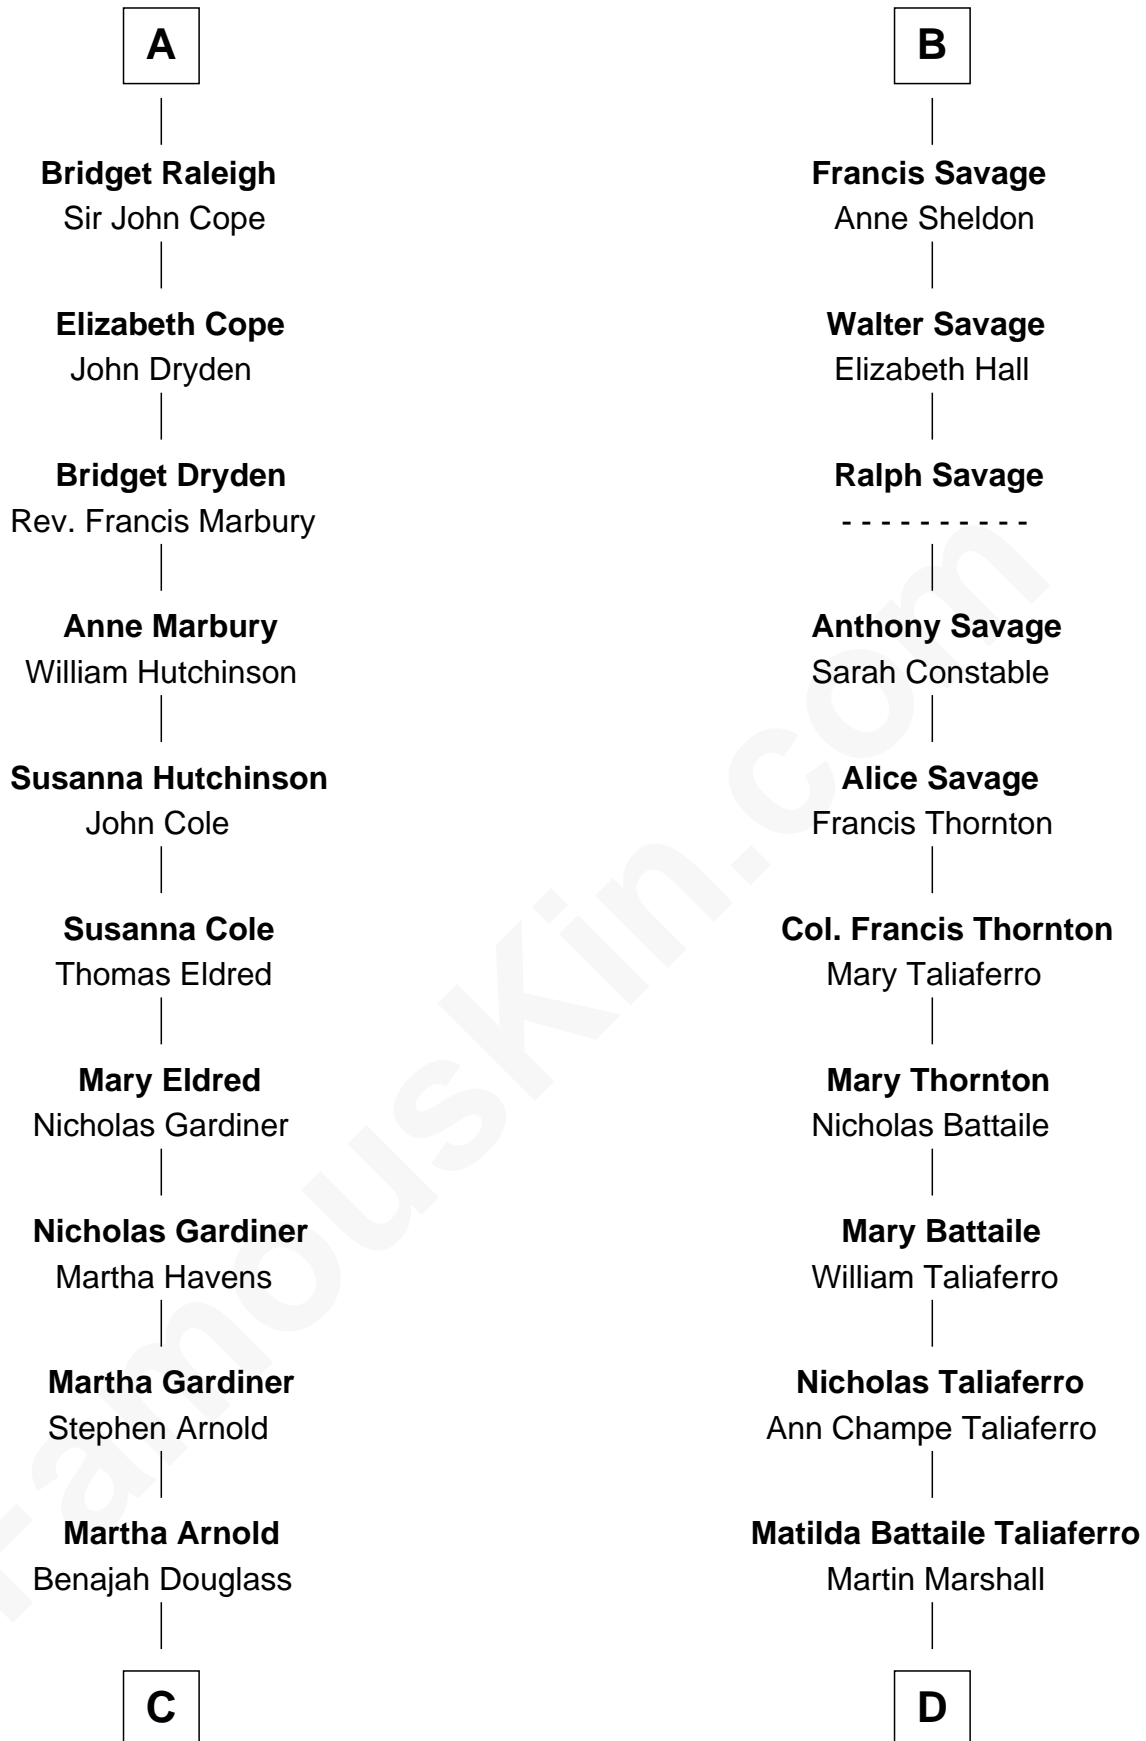 A
Bridget Raleigh
Sir John Cope
Elizabeth Cope
John Dryden
Bridget Dryden
Rev. Francis Marbury
Anne Marbury
William Hutchinson
Susanna Hutchinson
John Cole
Susanna Cole
Thomas Eldred
Mary Eldred
Nicholas Gardiner
Nicholas Gardiner
Martha Havens
Martha Gardiner
Stephen Arnold
Martha Arnold
Benajah Douglass
C
B
Francis Savage
Anne Sheldon
Walter Savage
Elizabeth Hall
Ralph Savage
- - - - - - - - - -
Anthony Savage
Sarah Constable
Alice Savage
Francis Thornton
Col. Francis Thornton
Mary Taliaferro
Mary Thornton
Nicholas Battaile
Mary Battaile
William Taliaferro
Nicholas Taliaferro
Ann Champe Taliaferro
Matilda Battaile Taliaferro
Martin Marshall
D
FamousKin.com